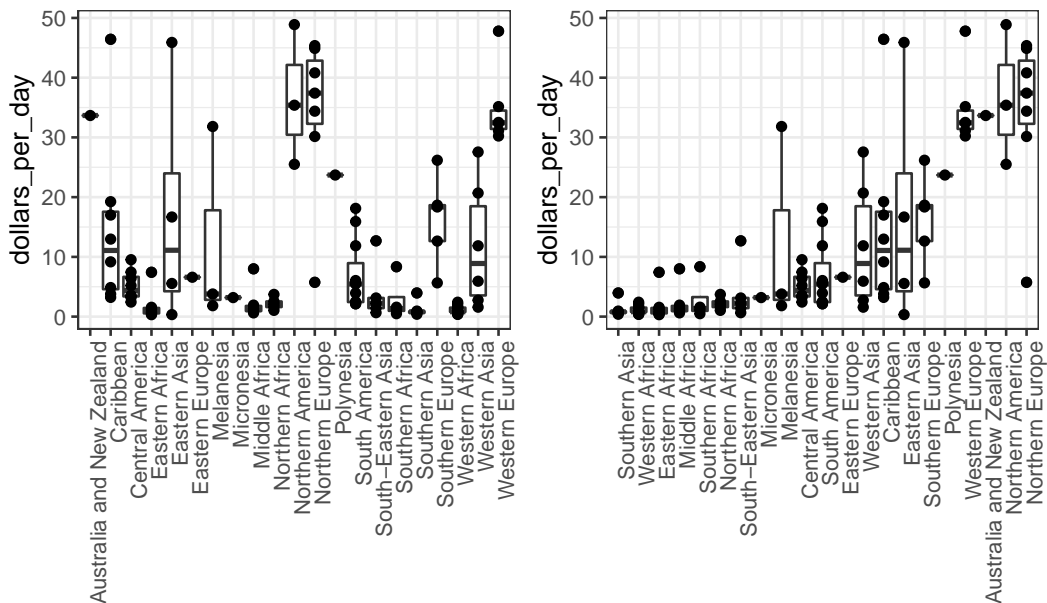 50
40
30
20
10
0
dollars_per_day
Australia and New Zealand
Caribbean
Central America
Eastern Africa
Eastern Asia
Eastern Europe
Melanesia
Micronesia
Middle Africa
Northern Africa
Northern America
Northern Europe
Polynesia
South America
South-Eastern Asia
Southern Africa
Southern Asia
Southern Europe
Western Africa
Western Asia
Western Europe
50
40
30
20
10
0
dollars_per_day
Southern Asia
Western Africa
Eastern Africa
Middle Africa
Southern Africa
Northern Africa
South-Eastern Asia
Micronesia
Melanesia
Central America
South America
Eastern Europe
Western Asia
Caribbean
Eastern Asia
Southern Europe
Polynesia
Western Europe
Australia and New Zealand
Northern America
Northern Europe